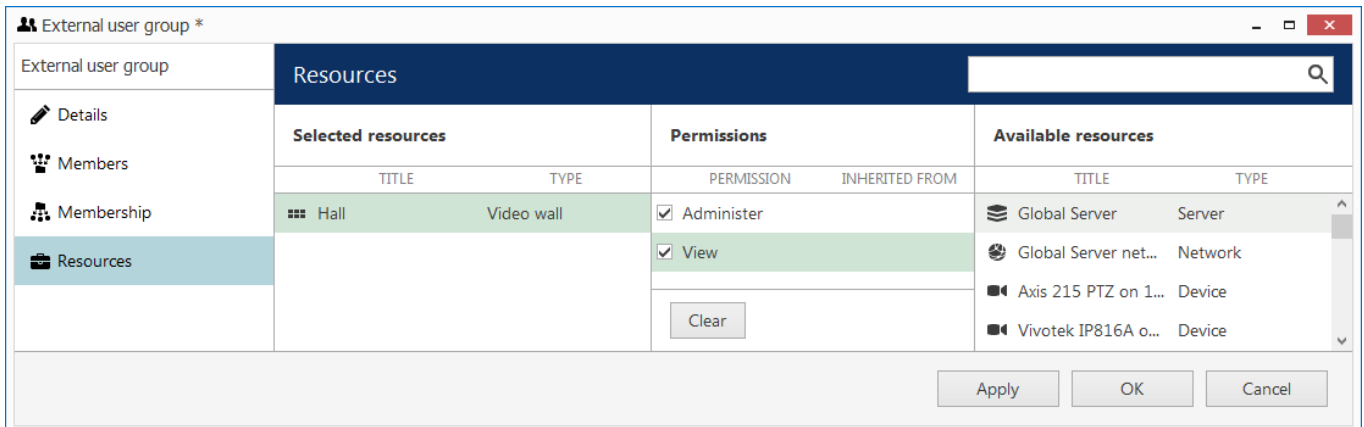 External user group *
External user group
Resources
Details
Members
Membership
Resources
Selected resources
Permissions
Available resources
TITLE TYPE
PERMISSION INHERITED FROM
TITLE TYPE
Hall Video wall
Administer
View
Clear
Global Server Server
Global Server net... Network
Axis 215 PTZ on 1... Device
Vivotek IP816A o... Device
Apply
OK
Cancel